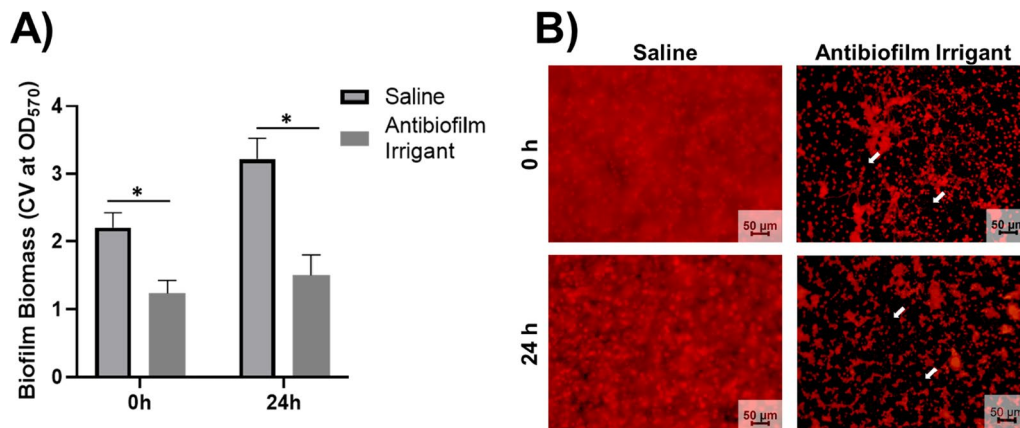 A)
Biofilm Biomass (CV at OD570)
4
3
2
1
0
*
*
Saline
Antibiofilm
Irrigant
0h
24h
B)
Saline
Antibiofilm Irrigant
0 h
24 h
50 µm
50 µm
50 µm
50 µm